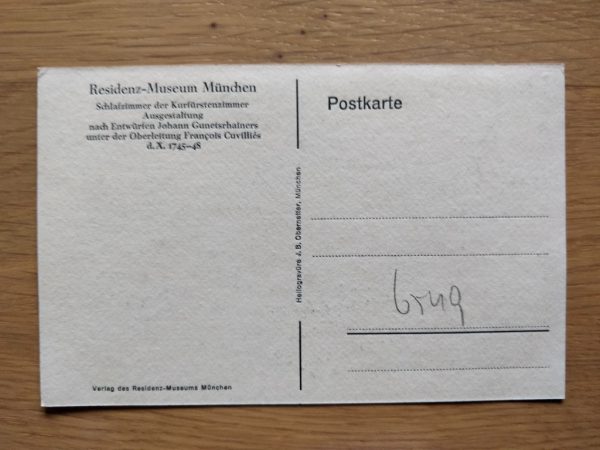 Residenz-Museum München
Schlafzimmer der Kurfürstenzimmer
Ausgestaltung
nach Entwürfen Johann Gunetsrhainers
unter der Oberleitung François Cuvilliés
d. X. 1745–48
Verlag des Residenz-Museums München
Heliogravüre J. B. Obernetter, München
Postkarte